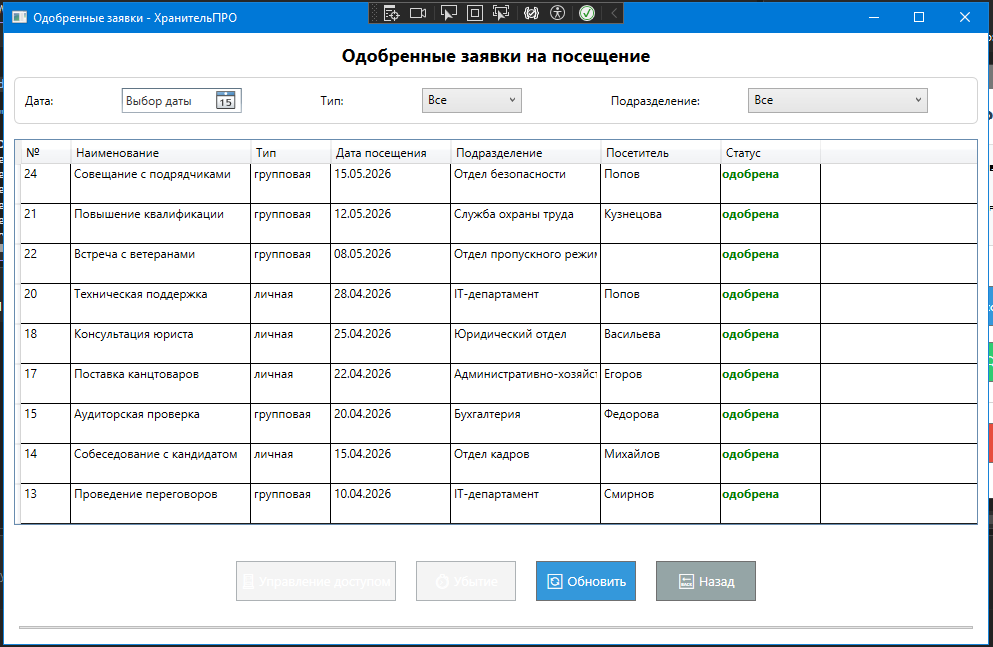 Одобренные заявки - ХранительПРО
Одобренные заявки на посещение
Дата: Выбор даты 15 Тип: Все Подразделение: Все
№ Наименование Тип Дата посещения Подразделение Посетитель Статус
24 Совещание с подрядчиками групповая 15.05.2026 Отдел безопасности Попов одобрена
21 Повышение квалификации групповая 12.05.2026 Служба охраны труда Кузнецова одобрена
22 Встреча с ветеранами групповая 08.05.2026 Отдел пропускного режим одобрена
20 Техническая поддержка личная 28.04.2026 IT-департамент Попов одобрена
18 Консультация юриста личная 25.04.2026 Юридический отдел Васильева одобрена
17 Поставка канцтоваров личная 22.04.2026 Административно-хозяйст Егоров одобрена
15 Аудиторская проверка групповая 20.04.2026 Бухгалтерия Федорова одобрена
14 Собеседование с кандидатом личная 15.04.2026 Отдел кадров Михайлов одобрена
13 Проведение переговоров групповая 10.04.2026 IT-департамент Смирнов одобрена
Управление доступом Убытие Обновить BACK Назад